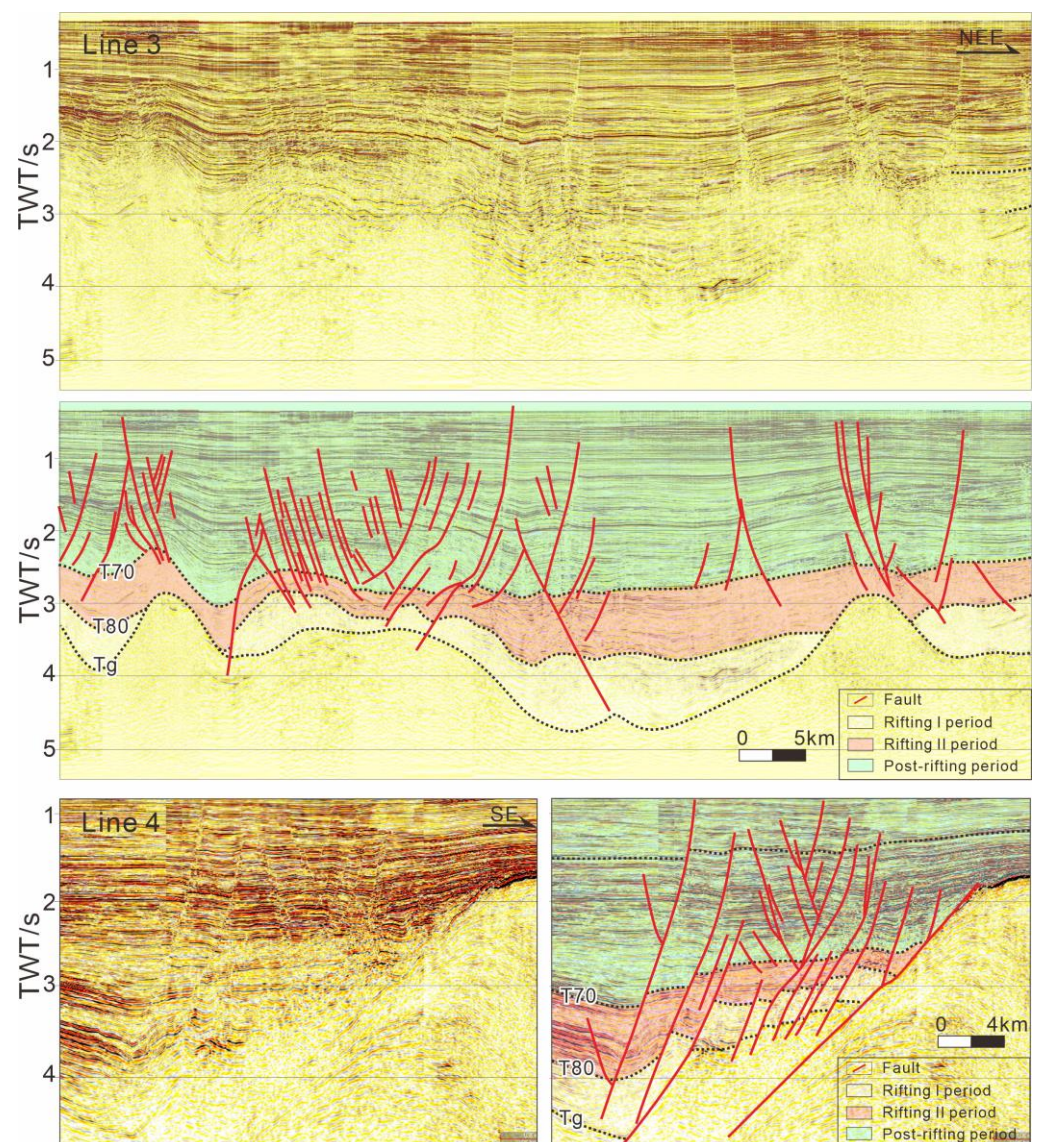 Line 3
NEE
TWT/s
1
2
3
4
5
TWT/s
1
2
3
4
5
T70
T80
Tg
0 5km
Fault
Rifting I period
Rifting II period
Post-rifting period
Line 4
SE
TWT/s
1
2
3
4
T70
T80
Tg
0 4km
Fault
Rifting I period
Rifting II period
Post-rifting period